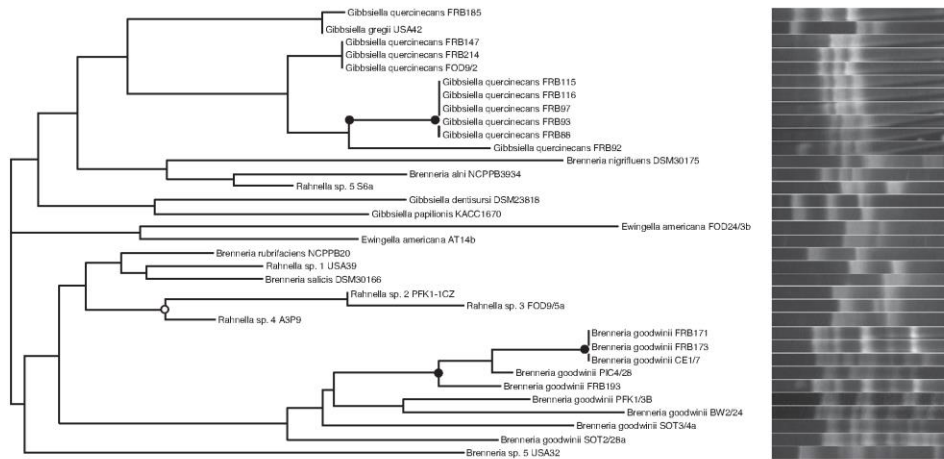 Gibbsiella quercinecans FRB185
Gibbsiella gregii USA42
Gibbsiella quercinecans FRB147
Gibbsiella quercinecans FRB214
Gibbsiella quercinecans FOD9/2
Gibbsiella quercinecans FRB115
Gibbsiella quercinecans FRB116
Gibbsiella quercinecans FRB97
Gibbsiella quercinecans FRB93
Gibbsiella quercinecans FRB88
Gibbsiella quercinecans FRB92
Brenneria nigrifluens DSM30175
Brenneria alni NCPPB3934
Rahnella sp. 5 S6a
Gibbsiella dentisursi DSM23818
Gibbsiella papilionis KACC1670
Ewingella americana FOD24/3b
Ewingella americana AT14b
Brenneria rubrifaciens NCPPB20
Rahnella sp. 1 USA39
Brenneria salicis DSM30166
Rahnella sp. 2 PFK1-1CZ
Rahnella sp. 3 FOD9/5a
Rahnella sp. 4 A3P9
Brenneria goodwinii FRB171
Brenneria goodwinii FRB173
Brenneria goodwinii CE1/7
Brenneria goodwinii PIC4/28
Brenneria goodwinii FRB193
Brenneria goodwinii PFK1/3B
Brenneria goodwinii BW2/24
Brenneria goodwinii SOT3/4a
Brenneria goodwinii SOT2/28a
Brenneria sp. 5 USA32